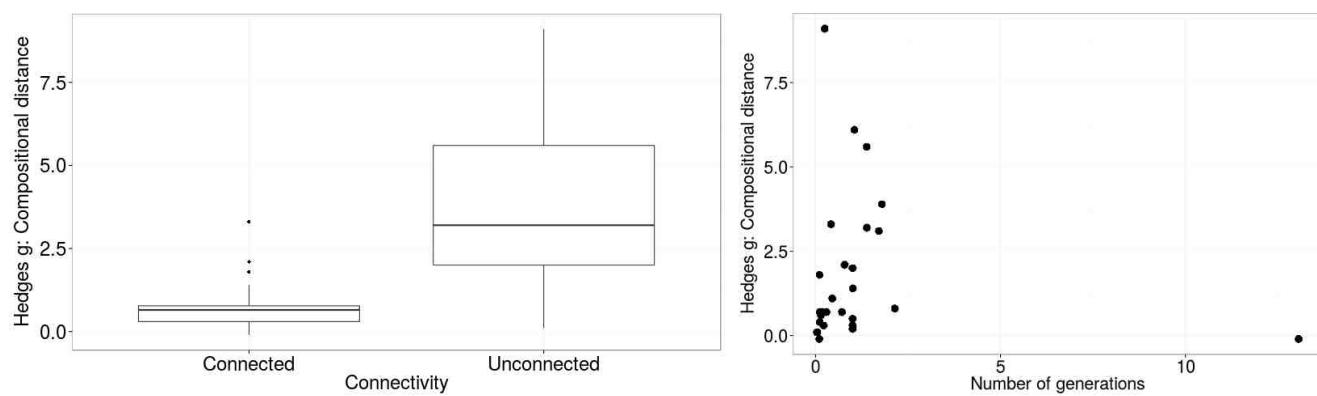 Hedges g: Compositional distance
7.5
5.0
2.5
0.0
Connected
Unconnected
Connectivity
Hedges g: Compositional distance
7.5
5.0
2.5
0.0
0
5
10
Number of generations